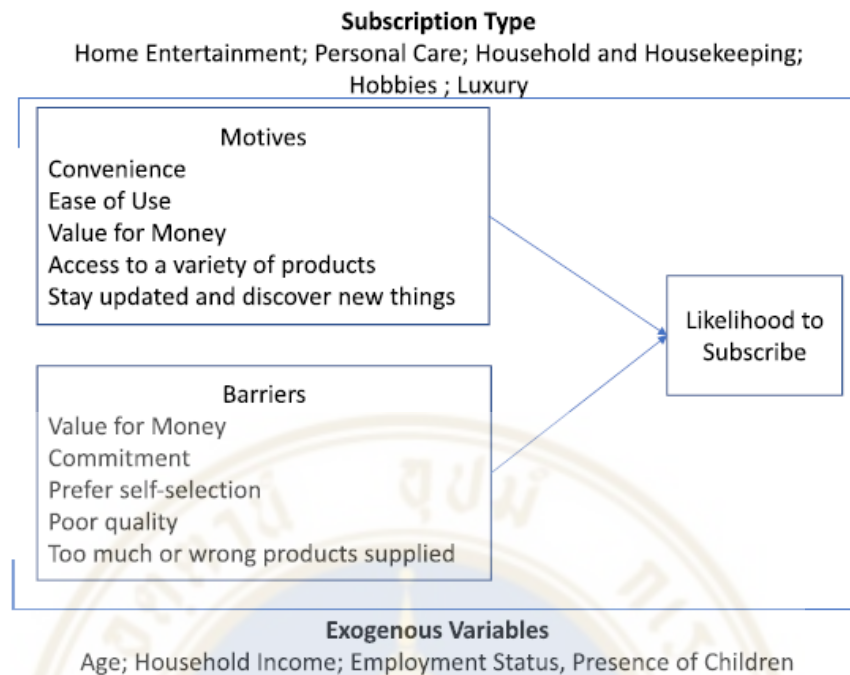 Subscription Type
Home Entertainment; Personal Care; Household and Housekeeping;
Hobbies ; Luxury
Motives
Convenience
Ease of Use
Value for Money
Access to a variety of products
Stay updated and discover new things
Likelihood to
Subscribe
Barriers
Value for Money
Commitment
Prefer self-selection
Poor quality
Too much or wrong products supplied
Exogenous Variables
Age; Household Income; Employment Status, Presence of Children